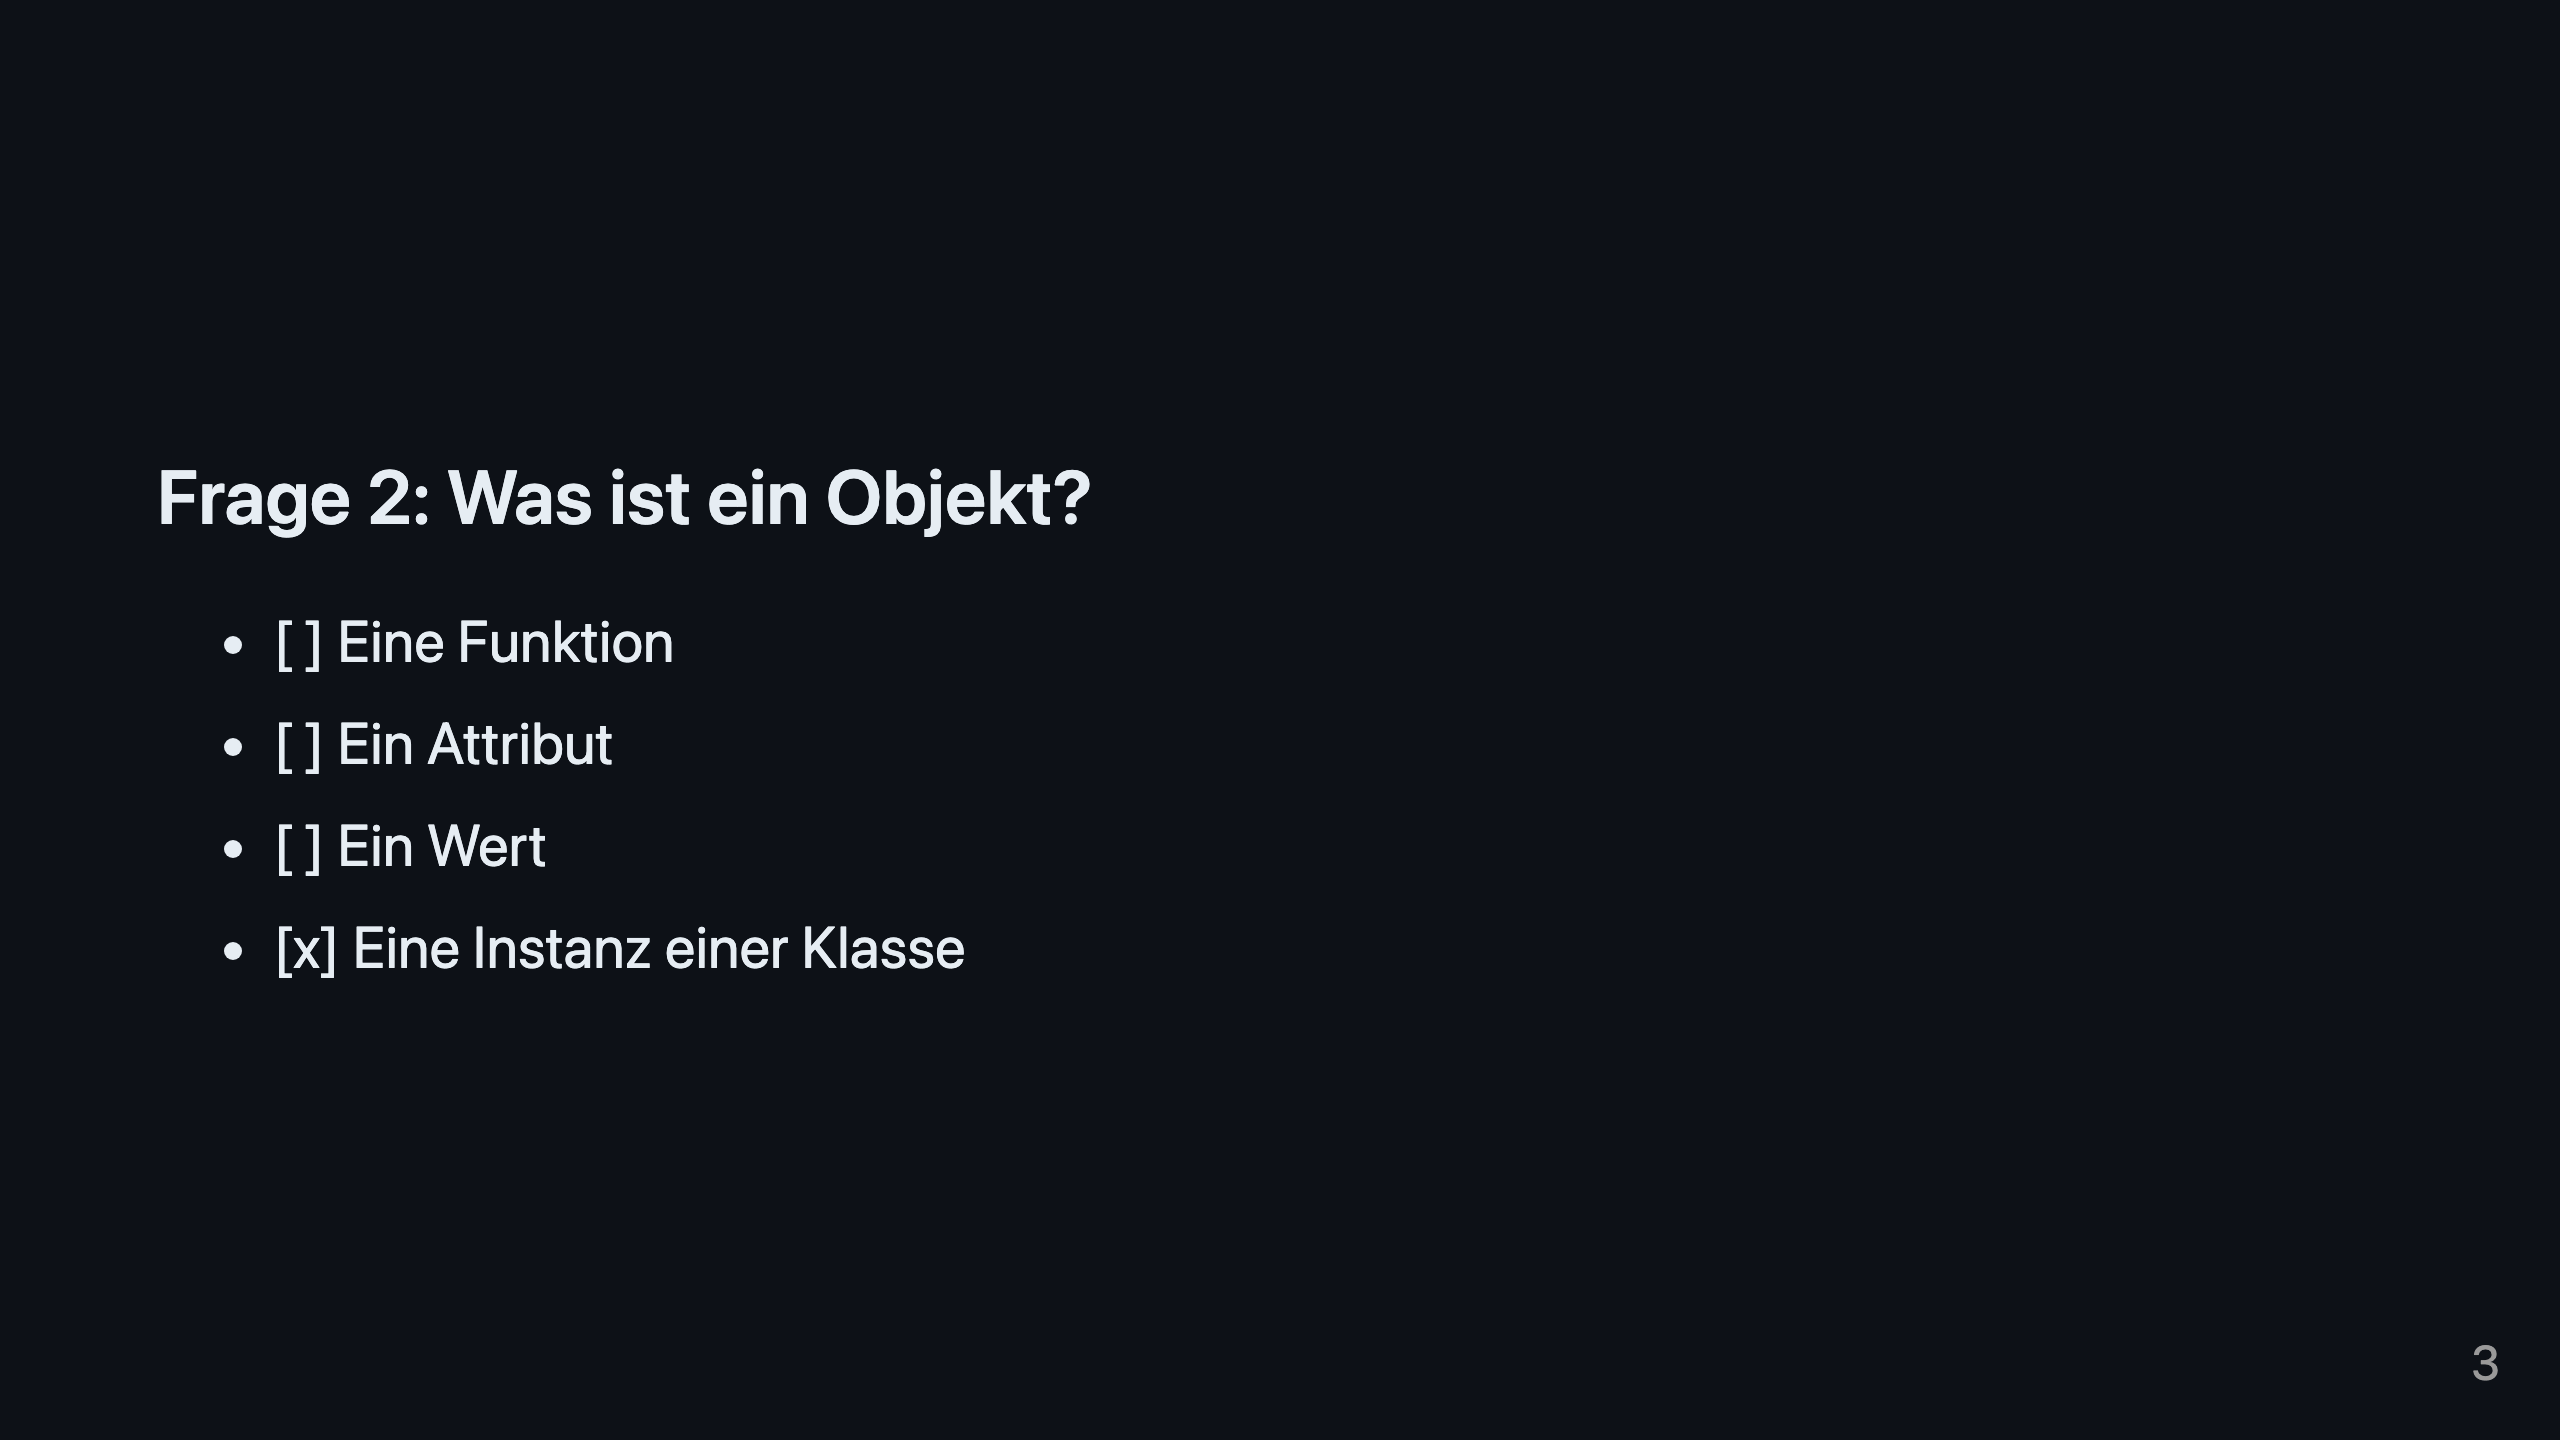 Frage 2: Was ist ein Objekt?
• [ ] Eine Funktion
• [ ] Ein Attribut
• [ ] Ein Wert
• [x] Eine Instanz einer Klasse
3